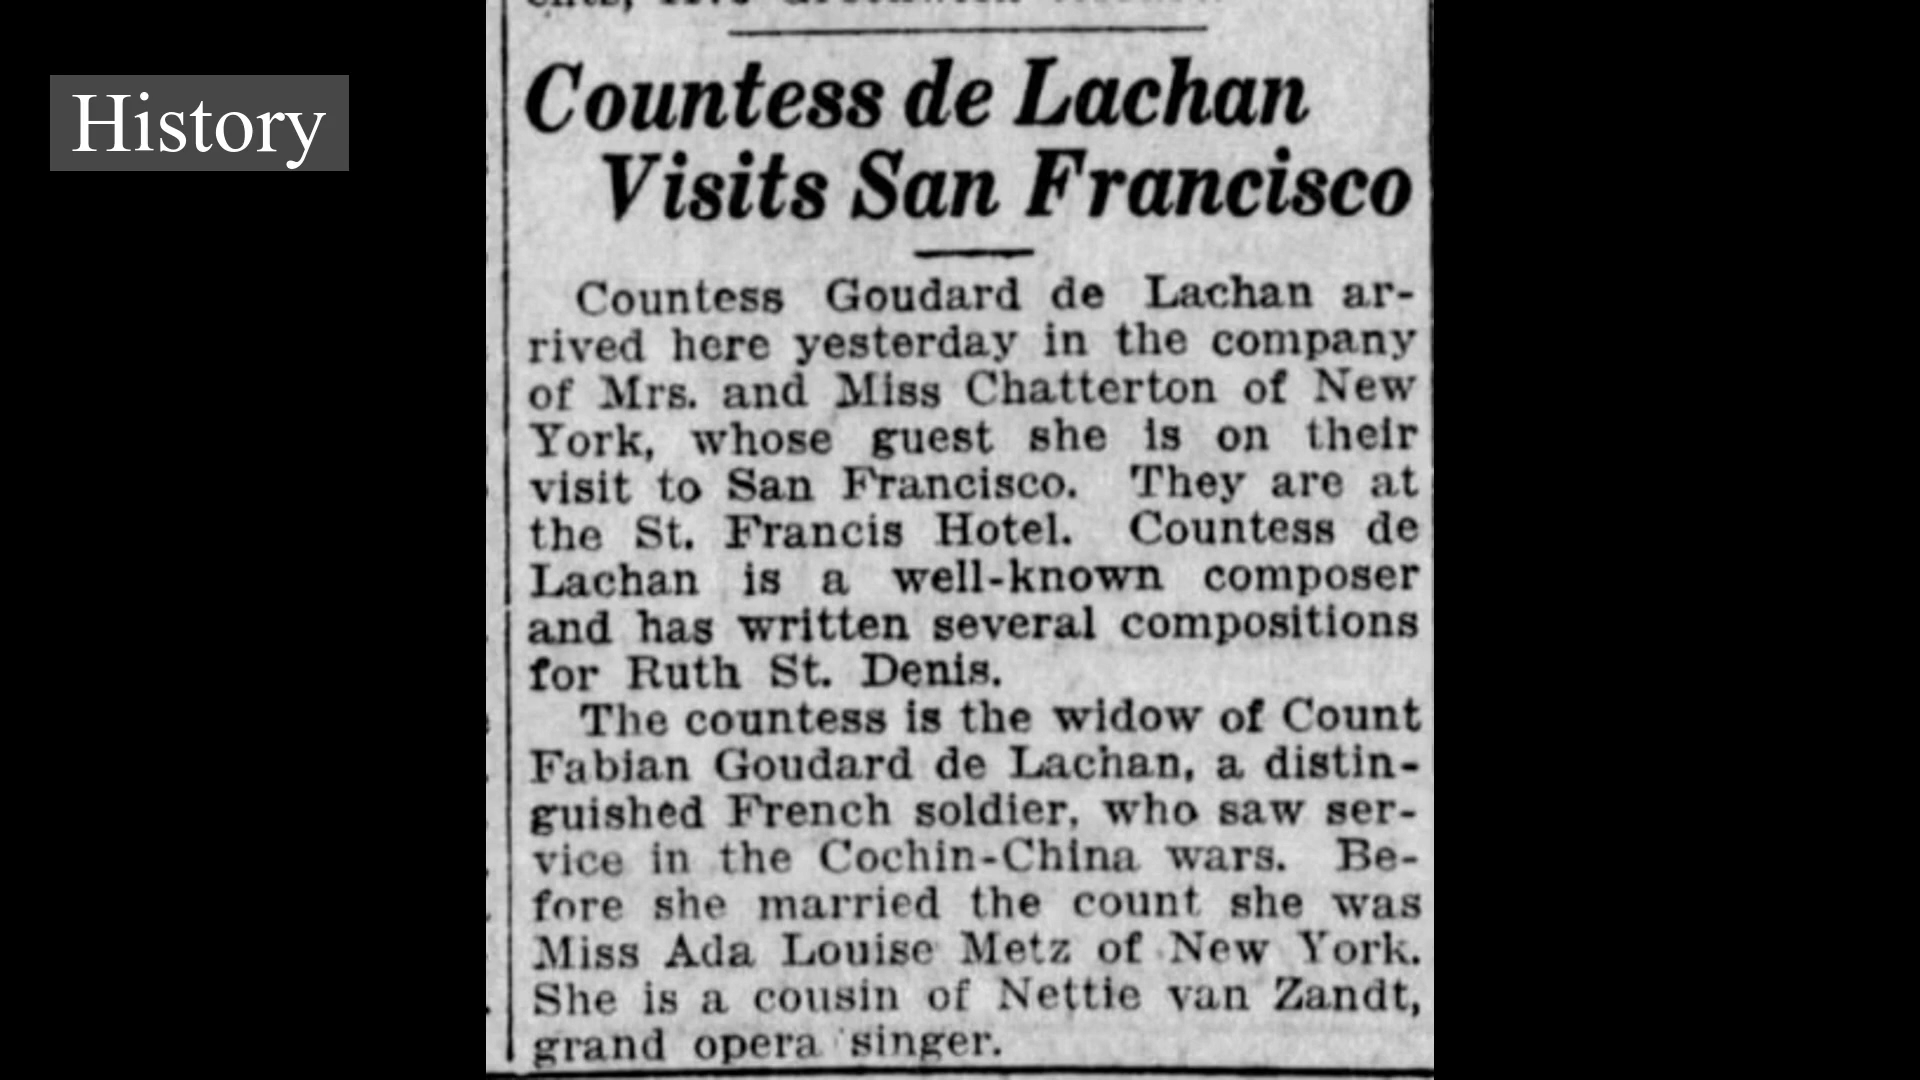 History
Countess de Lachan
Visits San Francisco
Countess Goudard de Lachan ar-
rived here yesterday in the company
of Mrs. and Miss Chatterton of New
York, whose guest she is on their
visit to San Francisco. They are at
the St. Francis Hotel. Countess de
Lachan is a well-known composer
and has written several compositions
for Ruth St. Denis.
The countess is the widow of Count
Fabian Goudard de Lachan, a distin-
guished French soldier, who saw ser-
vice in the Cochin-China wars. Be-
fore she married the count she was
Miss Ada Louise Metz of New York.
She is a cousin of Nettie van Zandt,
grand opera singer.